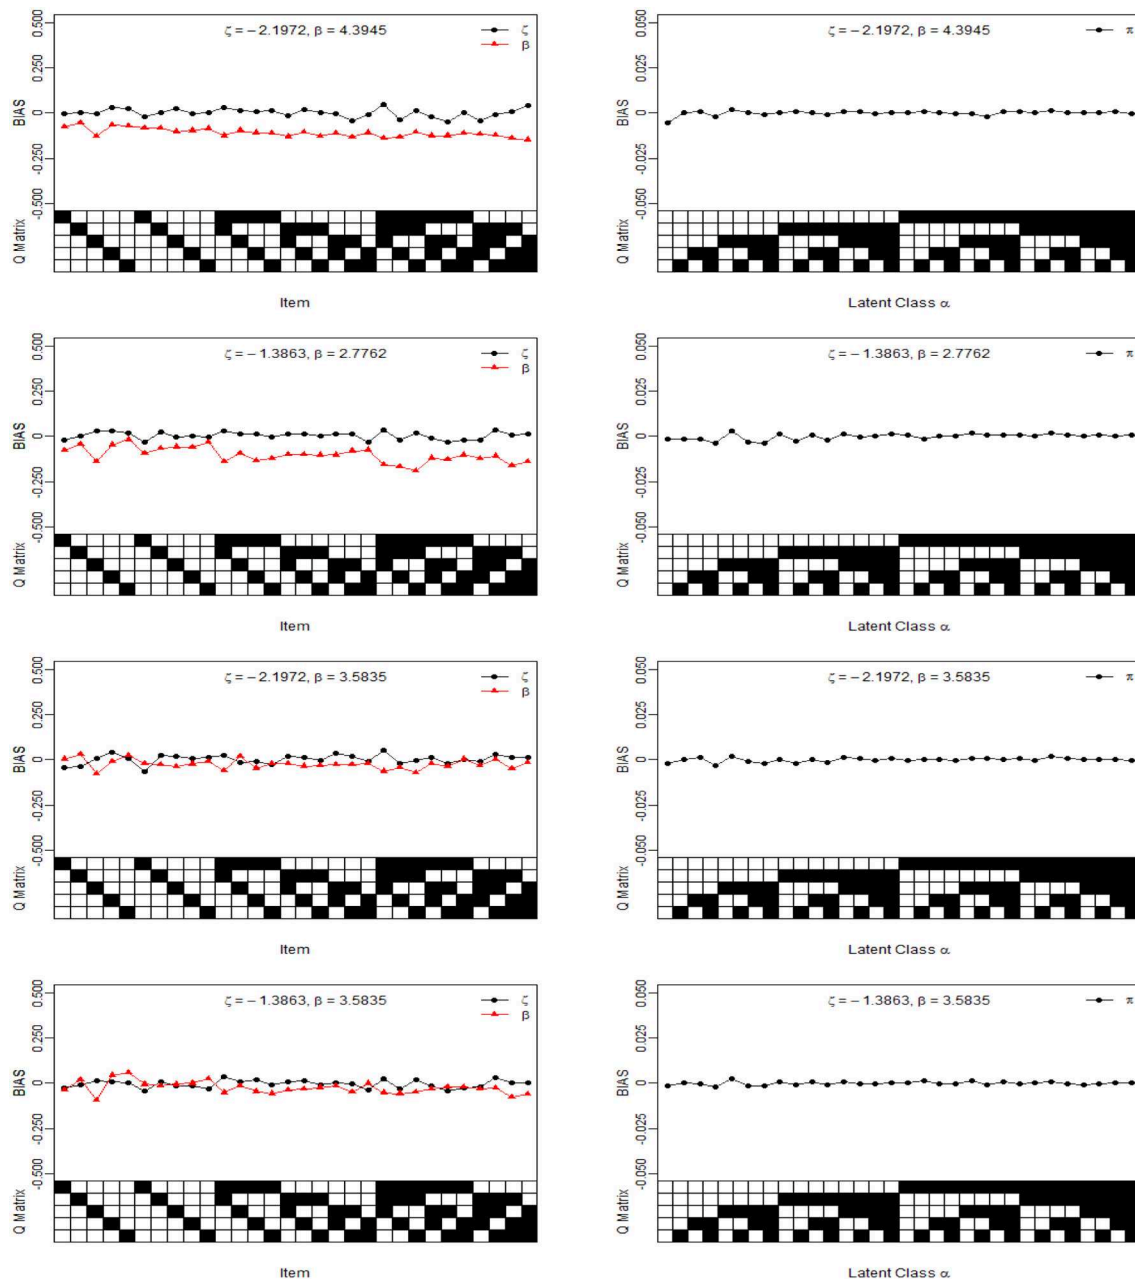 ζ = − 2.1972, β = 4.3945
ζ
β
BIAS
0.500
0.250
0
-0.250
-0.500
Q Matrix
Item
ζ = − 2.1972, β = 4.3945
π
BIAS
0.050
0.025
0
-0.025
-0.050
Q Matrix
Latent Class α
ζ = − 1.3863, β = 2.7762
ζ
β
BIAS
0.500
0.250
0
-0.250
-0.500
Q Matrix
Item
ζ = − 1.3863, β = 2.7762
π
BIAS
0.050
0.025
0
-0.025
-0.050
Q Matrix
Latent Class α
ζ = − 2.1972, β = 3.5835
ζ
β
BIAS
0.500
0.250
0
-0.250
-0.500
Q Matrix
Item
ζ = − 2.1972, β = 3.5835
π
BIAS
0.050
0.025
0
-0.025
-0.050
Q Matrix
Latent Class α
ζ = − 1.3863, β = 3.5835
ζ
β
BIAS
0.500
0.250
0
-0.250
-0.500
Q Matrix
Item
ζ = − 1.3863, β = 3.5835
π
BIAS
0.050
0.025
0
-0.025
-0.050
Q Matrix
Latent Class α